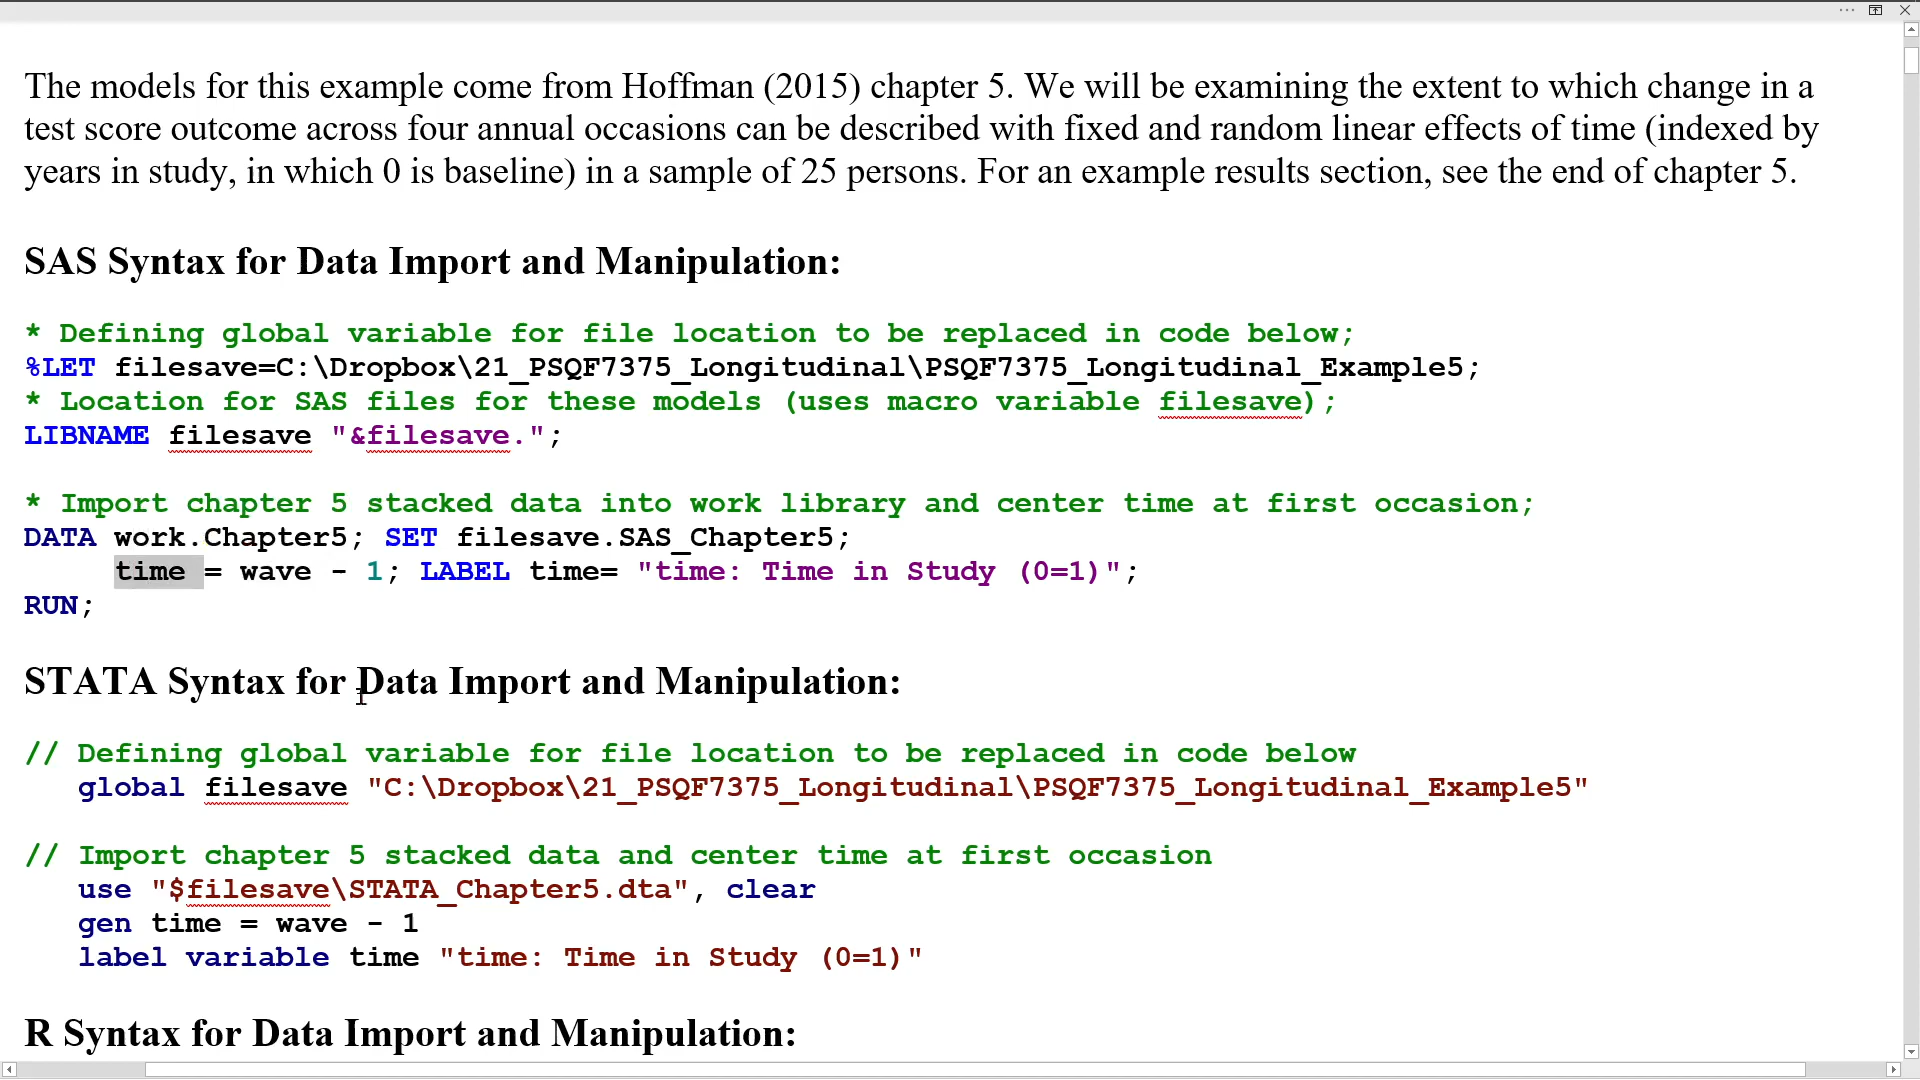 The models for this example come from Hoffman (2015) chapter 5. We will be examining the extent to which change in a
test score outcome across four annual occasions can be described with fixed and random linear effects of time (indexed by
years in study, in which 0 is baseline) in a sample of 25 persons. For an example results section, see the end of chapter 5.
SAS Syntax for Data Import and Manipulation:
* Defining global variable for file location to be replaced in code below;
%LET filesave=C:\Dropbox\21_PSQF7375_Longitudinal\PSQF7375_Longitudinal_Example5;
* Location for SAS files for these models (uses macro variable filesave);
LIBNAME filesave "&filesave.";
* Import chapter 5 stacked data into work library and center time at first occasion;
DATA work.Chapter5; SET filesave.SAS_Chapter5;
time = wave - 1; LABEL time= "time: Time in Study (0=1)";
RUN;
STATA Syntax for Data Import and Manipulation:
// Defining global variable for file location to be replaced in code below
global filesave "C:\Dropbox\21_PSQF7375_Longitudinal\PSQF7375_Longitudinal_Example5"
// Import chapter 5 stacked data and center time at first occasion
use "$filesave\STATA_Chapter5.dta", clear
gen time = wave - 1
label variable time "time: Time in Study (0=1)"
R Syntax for Data Import and Manipulation: